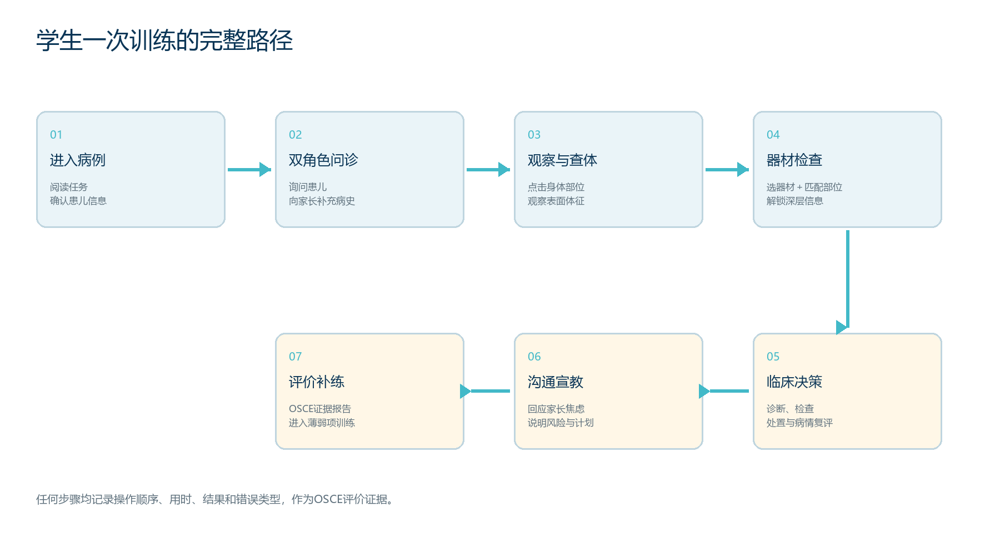 学生一次训练的完整路径
01
进入病例
阅读任务
确认患儿信息
02
双角色问诊
询问患儿
向家长补充病史
03
观察与查体
点击身体部位
观察表面体征
04
器材检查
选器材 + 匹配部位
解锁深层信息
05
临床决策
诊断、检查
处置与病情复评
06
沟通宣教
回应家长焦虑
说明风险与计划
07
评价补练
OSCE证据报告
进入薄弱项训练
任何步骤均记录操作顺序、用时、结果和错误类型，作为OSCE评价证据。